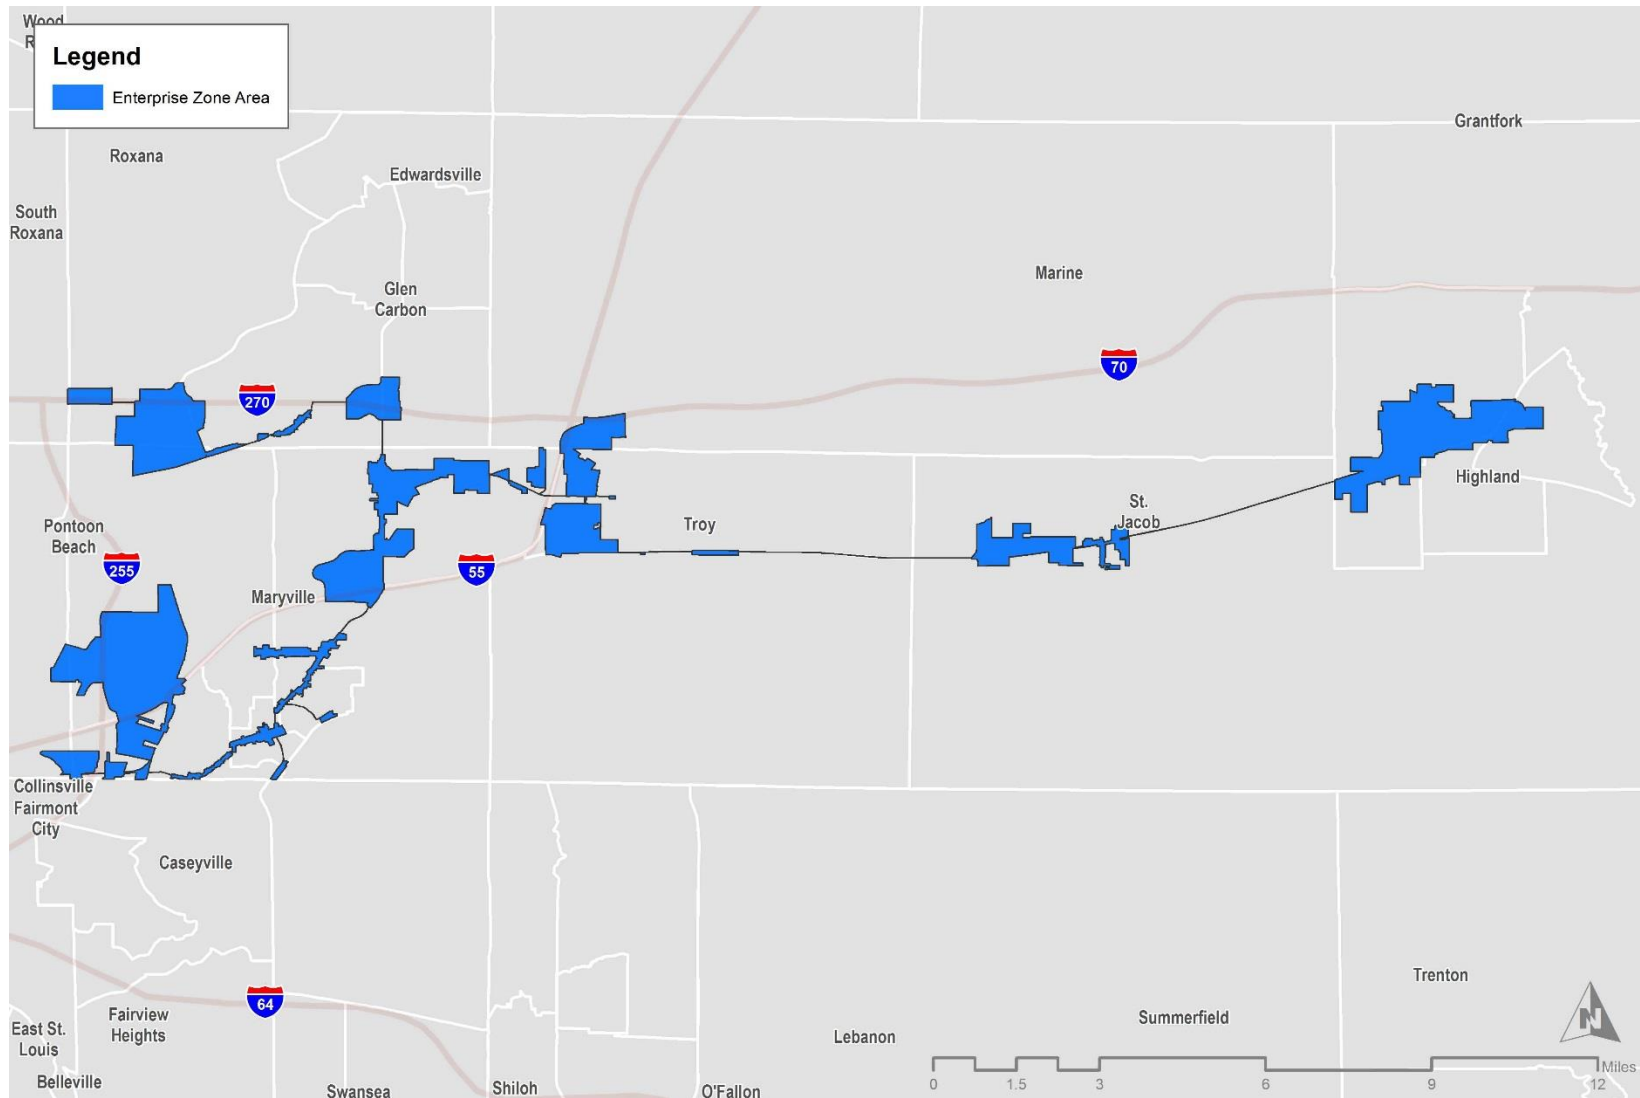 Wood
Legend
Enterprise Zone Area
Grantfork
Roxana
Edwardsville
South
Roxana
Marine
Glen
Carbon
70
270
Highland
St.
Jacob
Troy
Pontoon
Beach
255
55
Maryville
Collinsville
Fairmont
City
Caseyville
Trenton
64
Fairview
Heights
Summerfield
N
East St.
Louis
Lebanon
Miles
0
1.5
3
6
9
12
Belleville
Swansea
Shiloh
O'Fallon